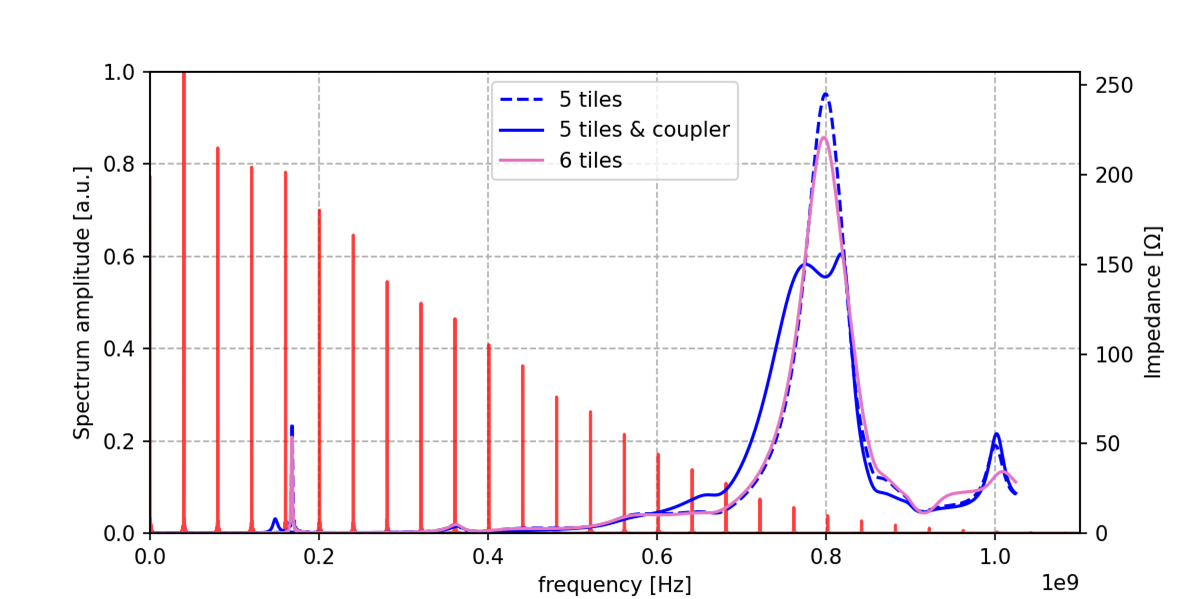 1.0
0.8
0.6
0.4
0.2
0.0
Spectrum amplitude [a.u.]
5 tiles
5 tiles & coupler
6 tiles
250
200
150
100
50
0
Impedance [Ω]
0.0 0.2 0.4 0.6 0.8 1.0
1e9
frequency [Hz]